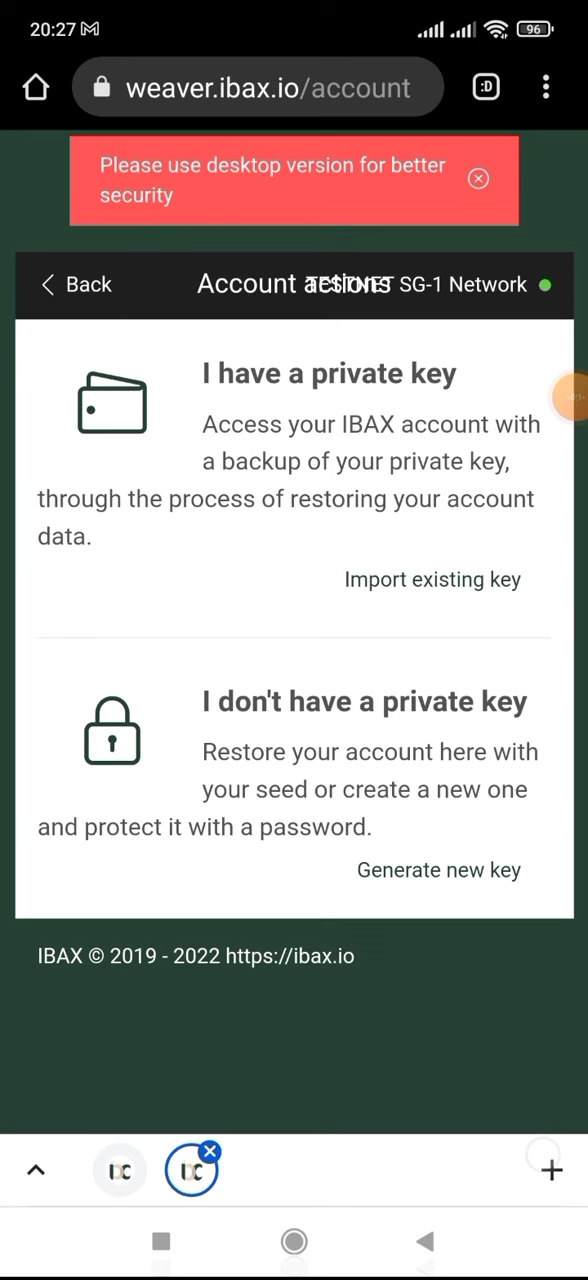 20:27
96
weaver.ibax.io/account
:D
Please use desktop version for better
security
Back
Account actions
TESTNET SG-1 Network
I have a private key
Access your IBAX account with
a backup of your private key,
through the process of restoring your account
data.
Import existing key
I don't have a private key
Restore your account here with
your seed or create a new one
and protect it with a password.
Generate new key
IBAX © 2019 - 2022 https://ibax.io